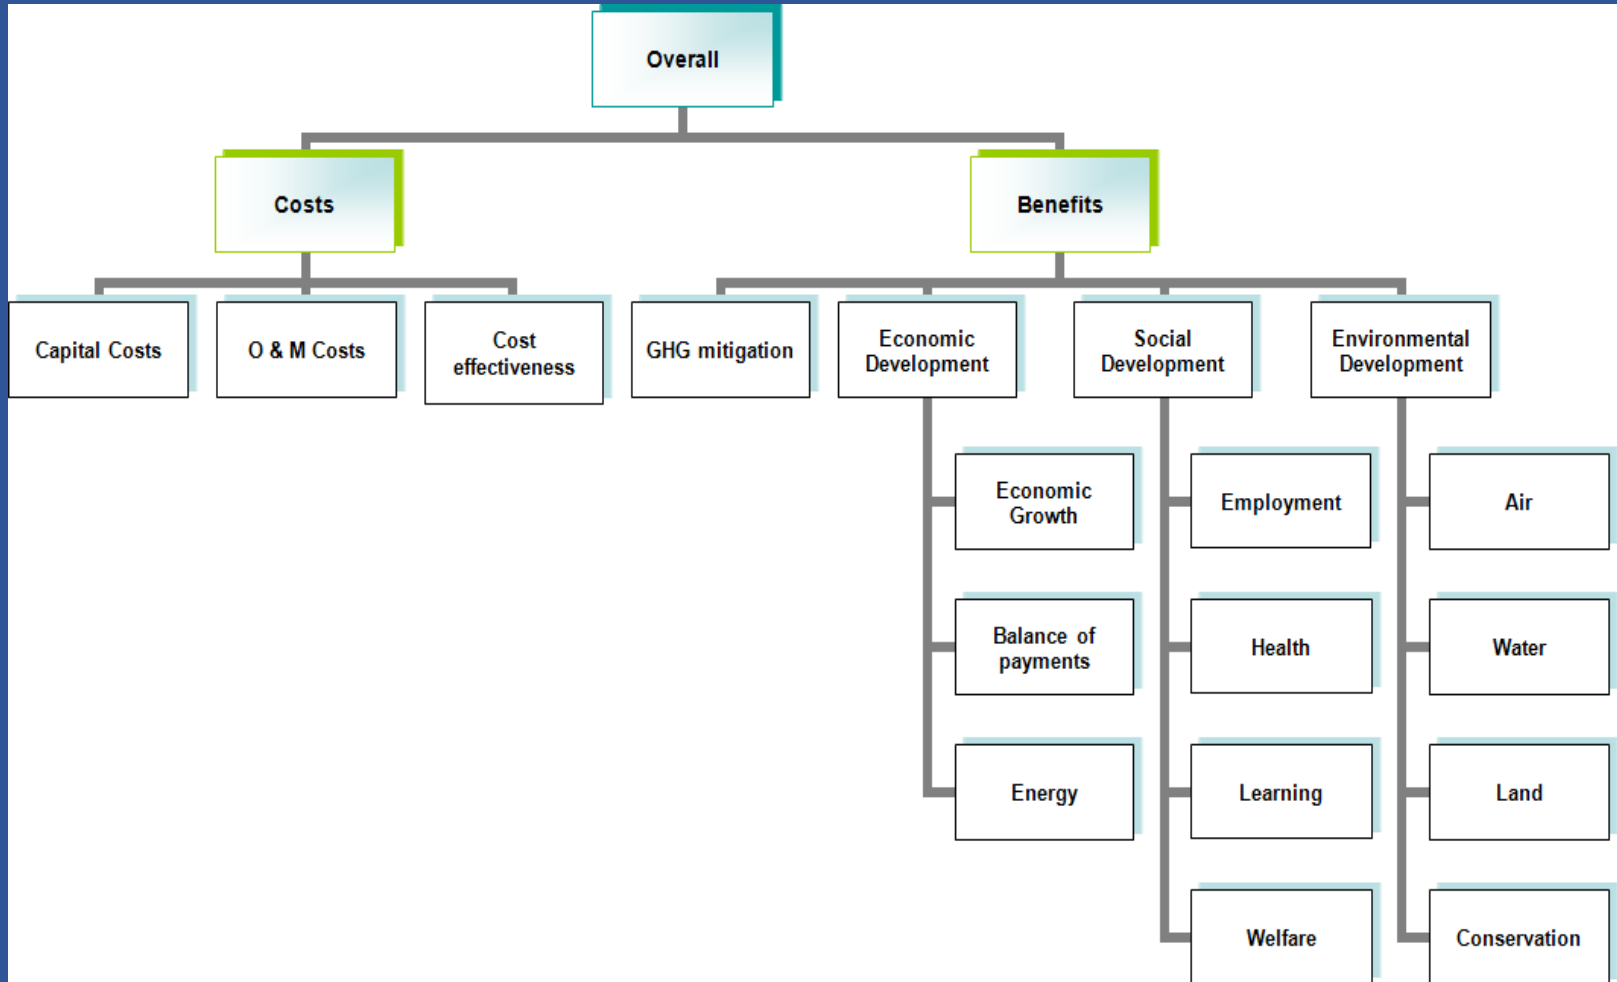 Overall
Costs
Benefits
Capital Costs
O & M Costs
Cost
effectiveness
GHG mitigation
Economic
Development
Social
Development
Environmental
Development
Economic
Growth
Employment
Air
Balance of
payments
Health
Water
Energy
Learning
Land
Welfare
Conservation